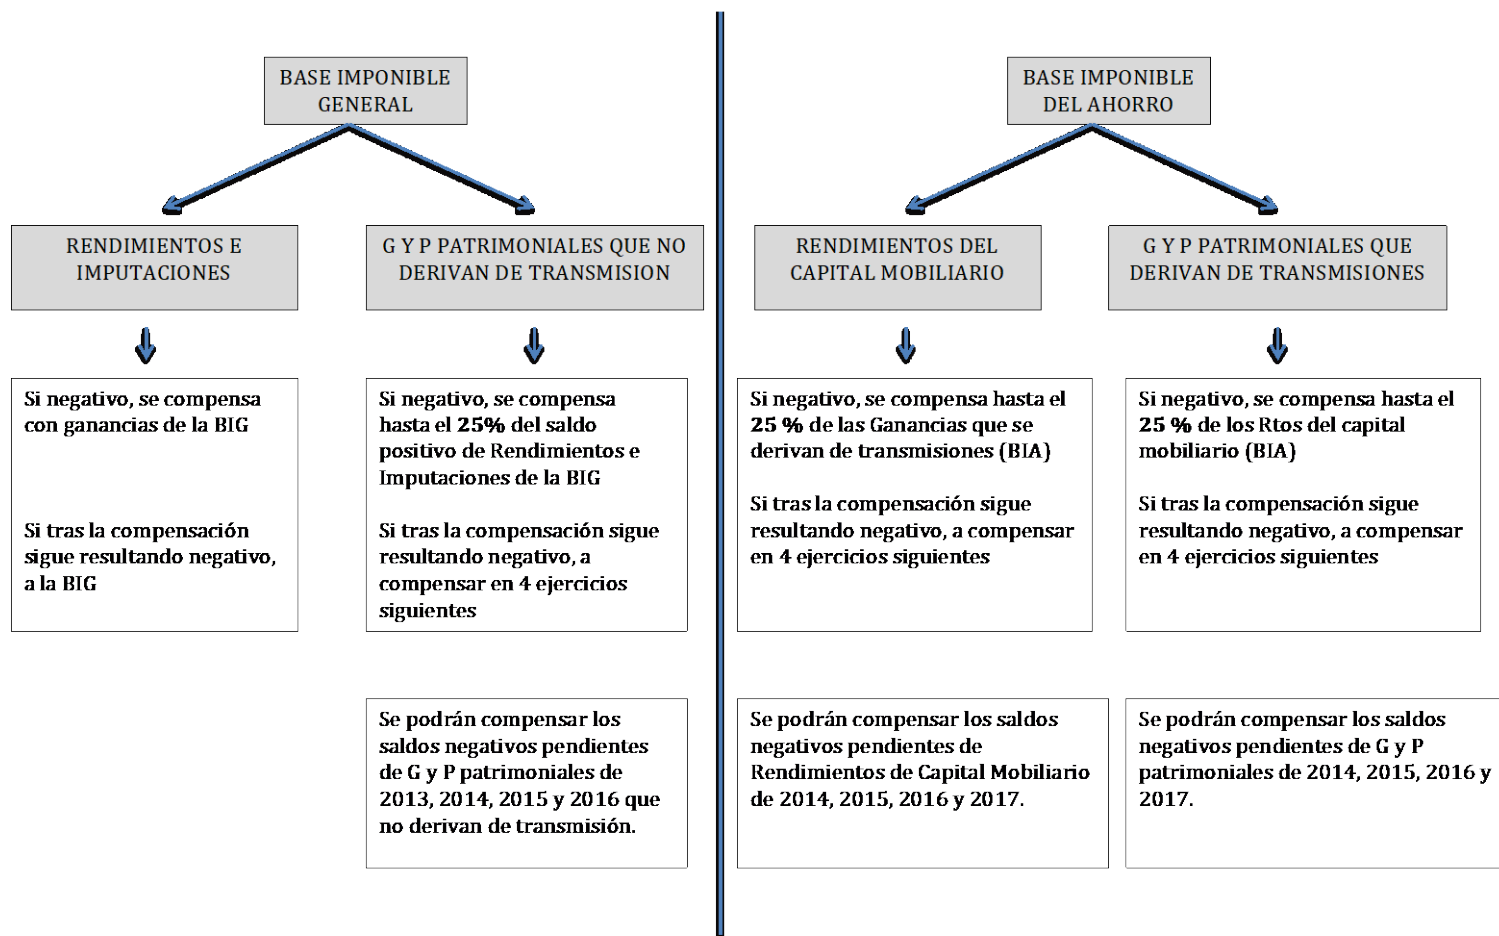 BASE IMPONIBLE
GENERAL
RENDIMIENTOS E
IMPUTACIONES
G Y P PATRIMONIALES QUE NO
DERIVAN DE TRANSMISION
Si negativo, se compensa
con ganancias de la BIG
Si tras la compensación
sigue resultando negativo,
a la BIG
Si negativo, se compensa
hasta el 25% del saldo
positivo de Rendimientos e
Imputaciones de la BIG
Si tras la compensación sigue
resultando negativo, a
compensar en 4 ejercicios
siguientes
Se podrán compensar los
saldos negativos pendientes
de G y P patrimoniales de
2013, 2014, 2015 y 2016 que
no derivan de transmisión.
BASE IMPONIBLE
DEL AHORRO
RENDIMIENTOS DEL
CAPITAL MOBILIARIO
G Y P PATRIMONIALES QUE
DERIVAN DE TRANSMISIONES
Si negativo, se compensa hasta el
25 % de las Ganancias que se
derivan de transmisiones (BIA)
Si tras la compensación sigue
resultando negativo, a compensar
en 4 ejercicios siguientes
Si negativo, se compensa hasta el
25 % de los Rtos del capital
mobiliario (BIA)
Si tras la compensación sigue
resultando negativo, a compensar
en 4 ejercicios siguientes
Se podrán compensar los saldos
negativos pendientes de
Rendimientos de Capital Mobiliario
de 2014, 2015, 2016 y 2017.
Se podrán compensar los saldos
negativos pendientes de G y P
patrimoniales de 2014, 2015, 2016 y
2017.